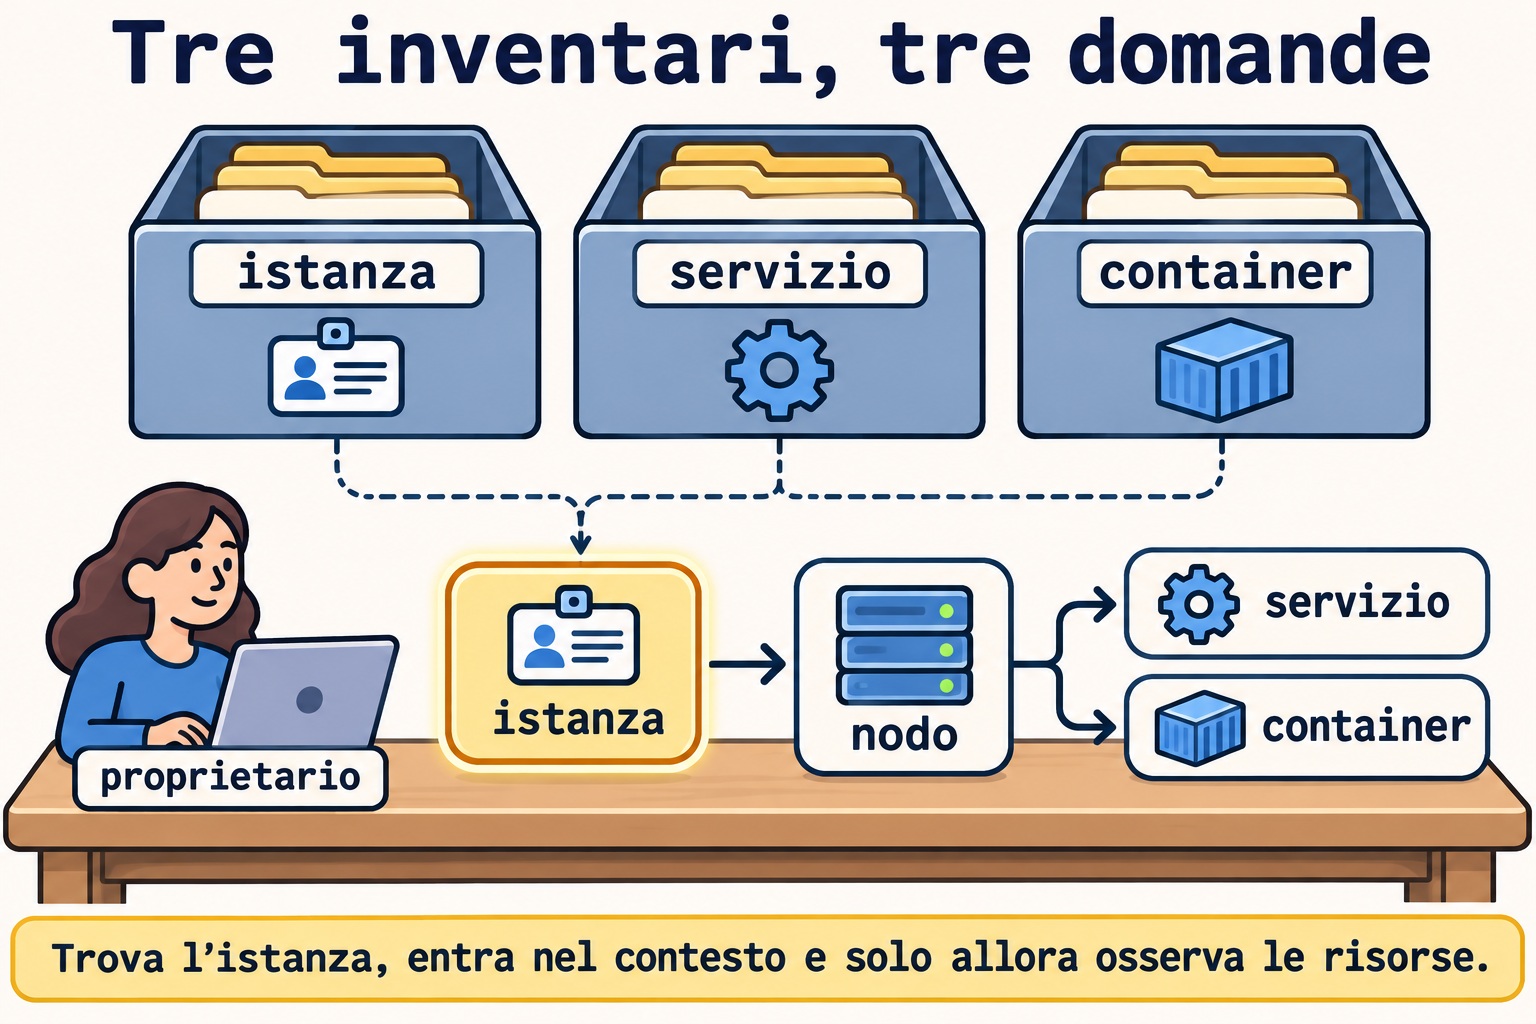 Tre inventari, tre domande
istanza
servizio
container
istanza
nodo
servizio
container
proprietario
Trova l’istanza, entra nel contesto e solo allora osserva le risorse.